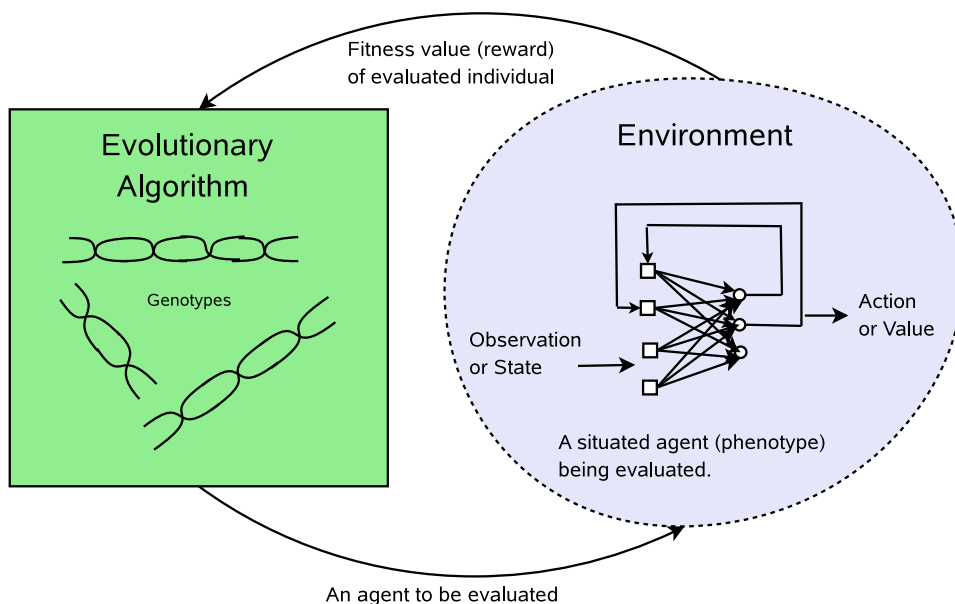 Fitness value (reward)
of evaluated individual
Evolutionary
Algorithm
Genotypes
Environment
Observation
or State
Action
or Value
A situated agent (phenotype)
being evaluated.
An agent to be evaluated